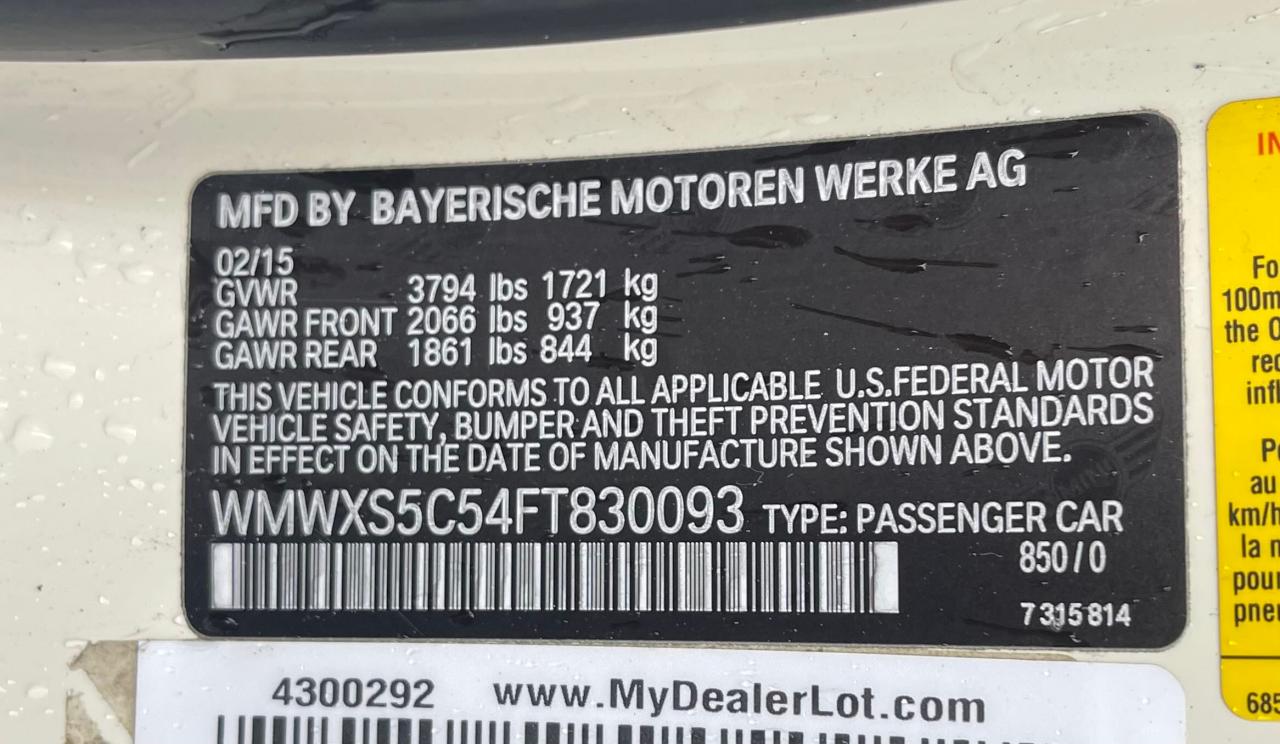 MFD BY BAYERISCHE MOTOREN WERKE AG
02/15
GVWR 3794 lbs 1721 kg
GAWR FRONT 2066 lbs 937 kg
GAWR REAR 1861 lbs 844 kg
THIS VEHICLE CONFORMS TO ALL APPLICABLE U.S.FEDERAL MOTOR
VEHICLE SAFETY, BUMPER AND THEFT PREVENTION STANDARDS
IN EFFECT ON THE DATE OF MANUFACTURE SHOWN ABOVE.
WMWXS5C54FT830093 TYPE: PASSENGER CAR
850/0
7315814
4300292 www.MyDealerLot.com
IN
Fo
100m
the
rec
infl
au
km/h
la
pour
pneu
685